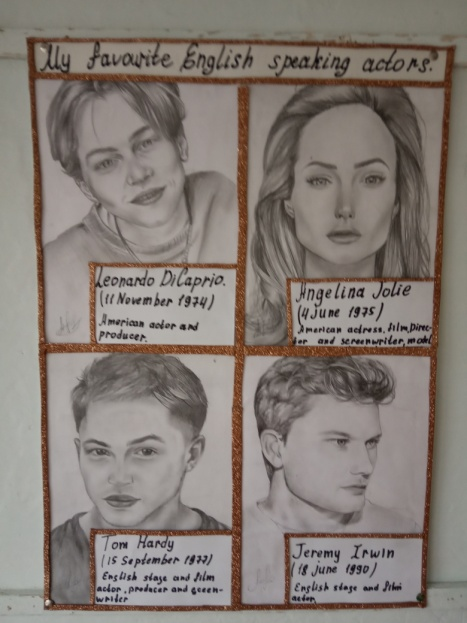 My favourite English speaking actors.
Leonardo DiCaprio.
(11 November 1974)
American actor and
producer.
Angelina Jolie
(4 June 1975)
American actress, film, Direc-
tor and screenwriter, model
Tom Hardy
(15 September 1977)
English stage and film
actor, producer and screen-
writer
Jeremy Irwin
(18 june 1990)
English stage and film
actor